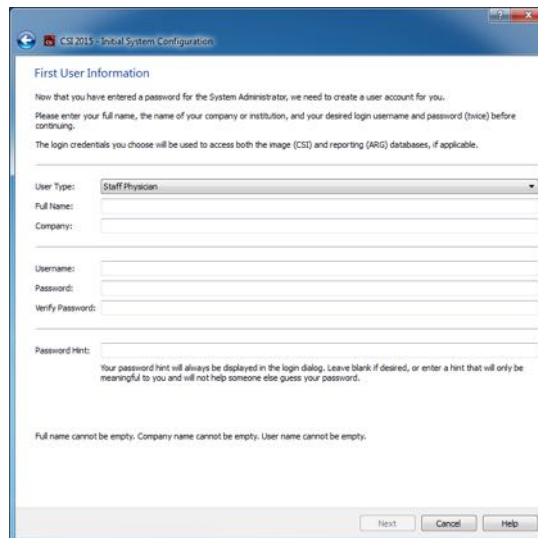 CSI 2015 - Initial System Configuration
First User Information
Now that you have entered a password for the System Administrator, we need to create a user account for you.
Please enter your full name, the name of your company or institution, and your desired login username and password (twice) before
continuing.
The login credentials you choose will be used to access both the image (CSI) and reporting (ARG) databases, if applicable.
User Type: Staff Physician
Full Name:
Company:
Username:
Password:
Verify Password:
Password Hint:
Your password hint will always be displayed in the login dialog. Leave blank if desired, or enter a hint that will only be
meaningful to you and will not help someone else guess your password.
Full name cannot be empty. Company name cannot be empty. User name cannot be empty.
Next Cancel Help